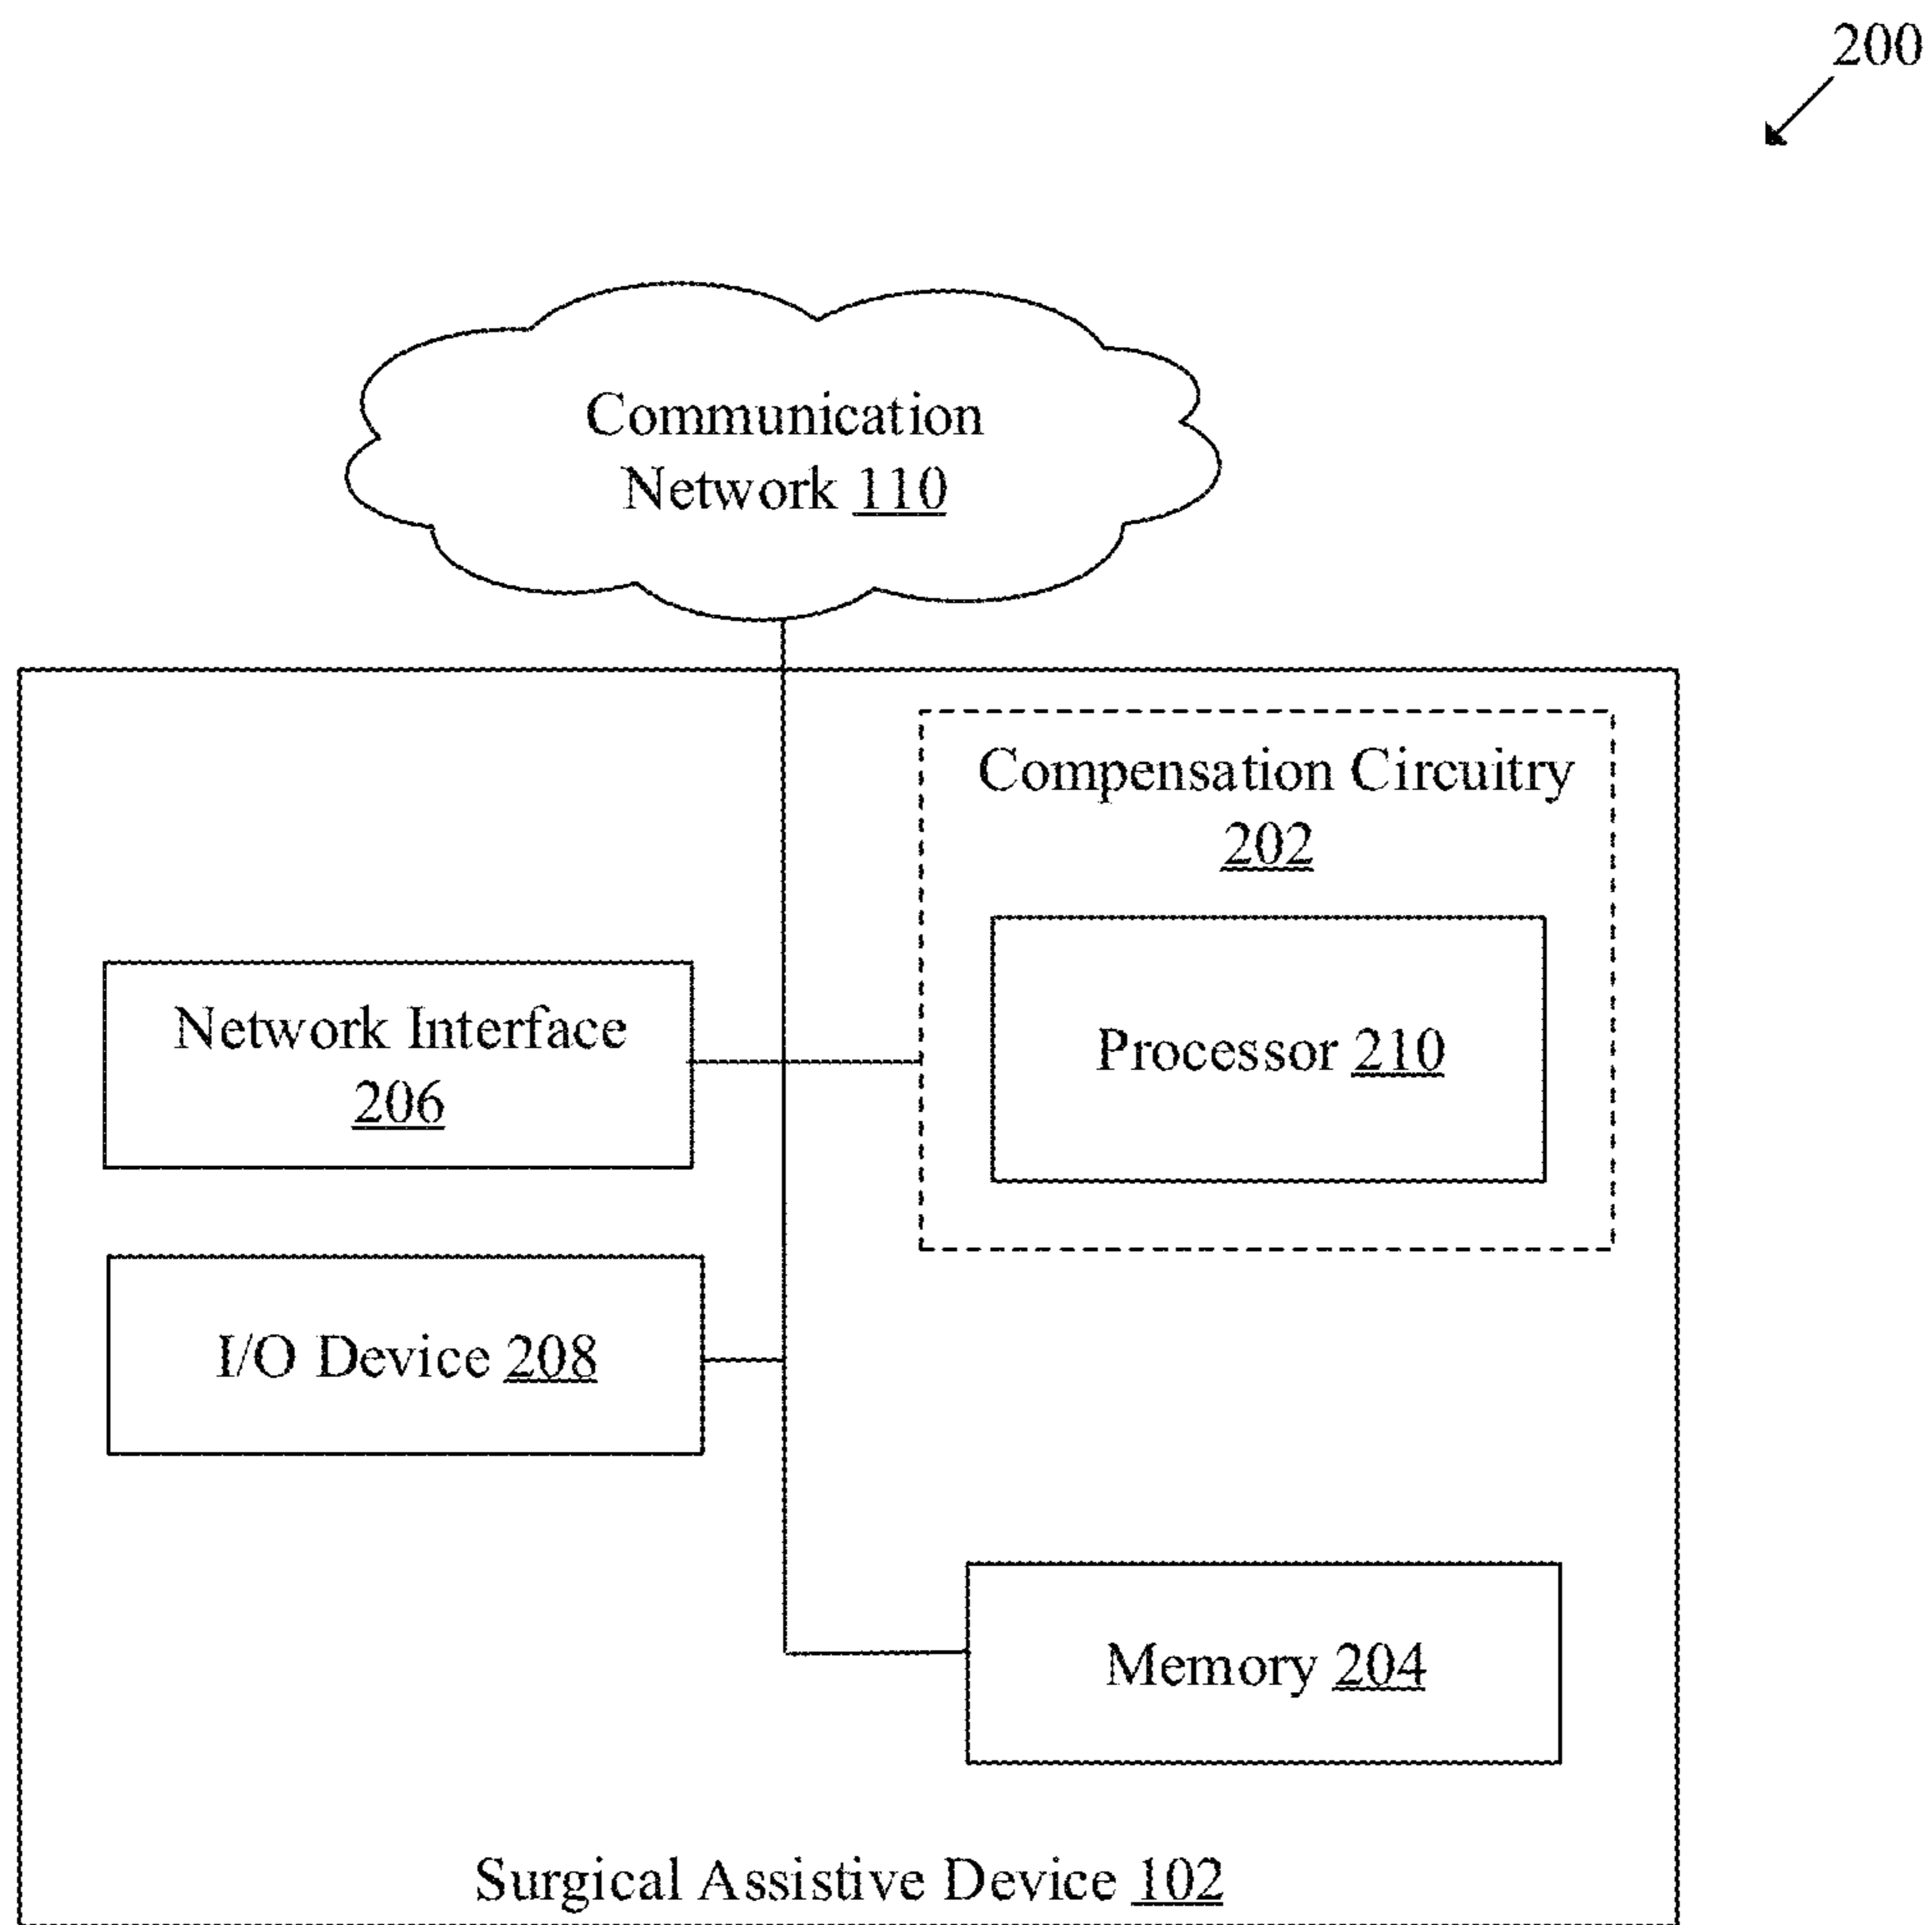 200
Communication
Network 110
Compensation Circuitry
202
Network Interface
206
Processor 210
I/O Device 208
Memory 204
Surgical Assistive Device 102